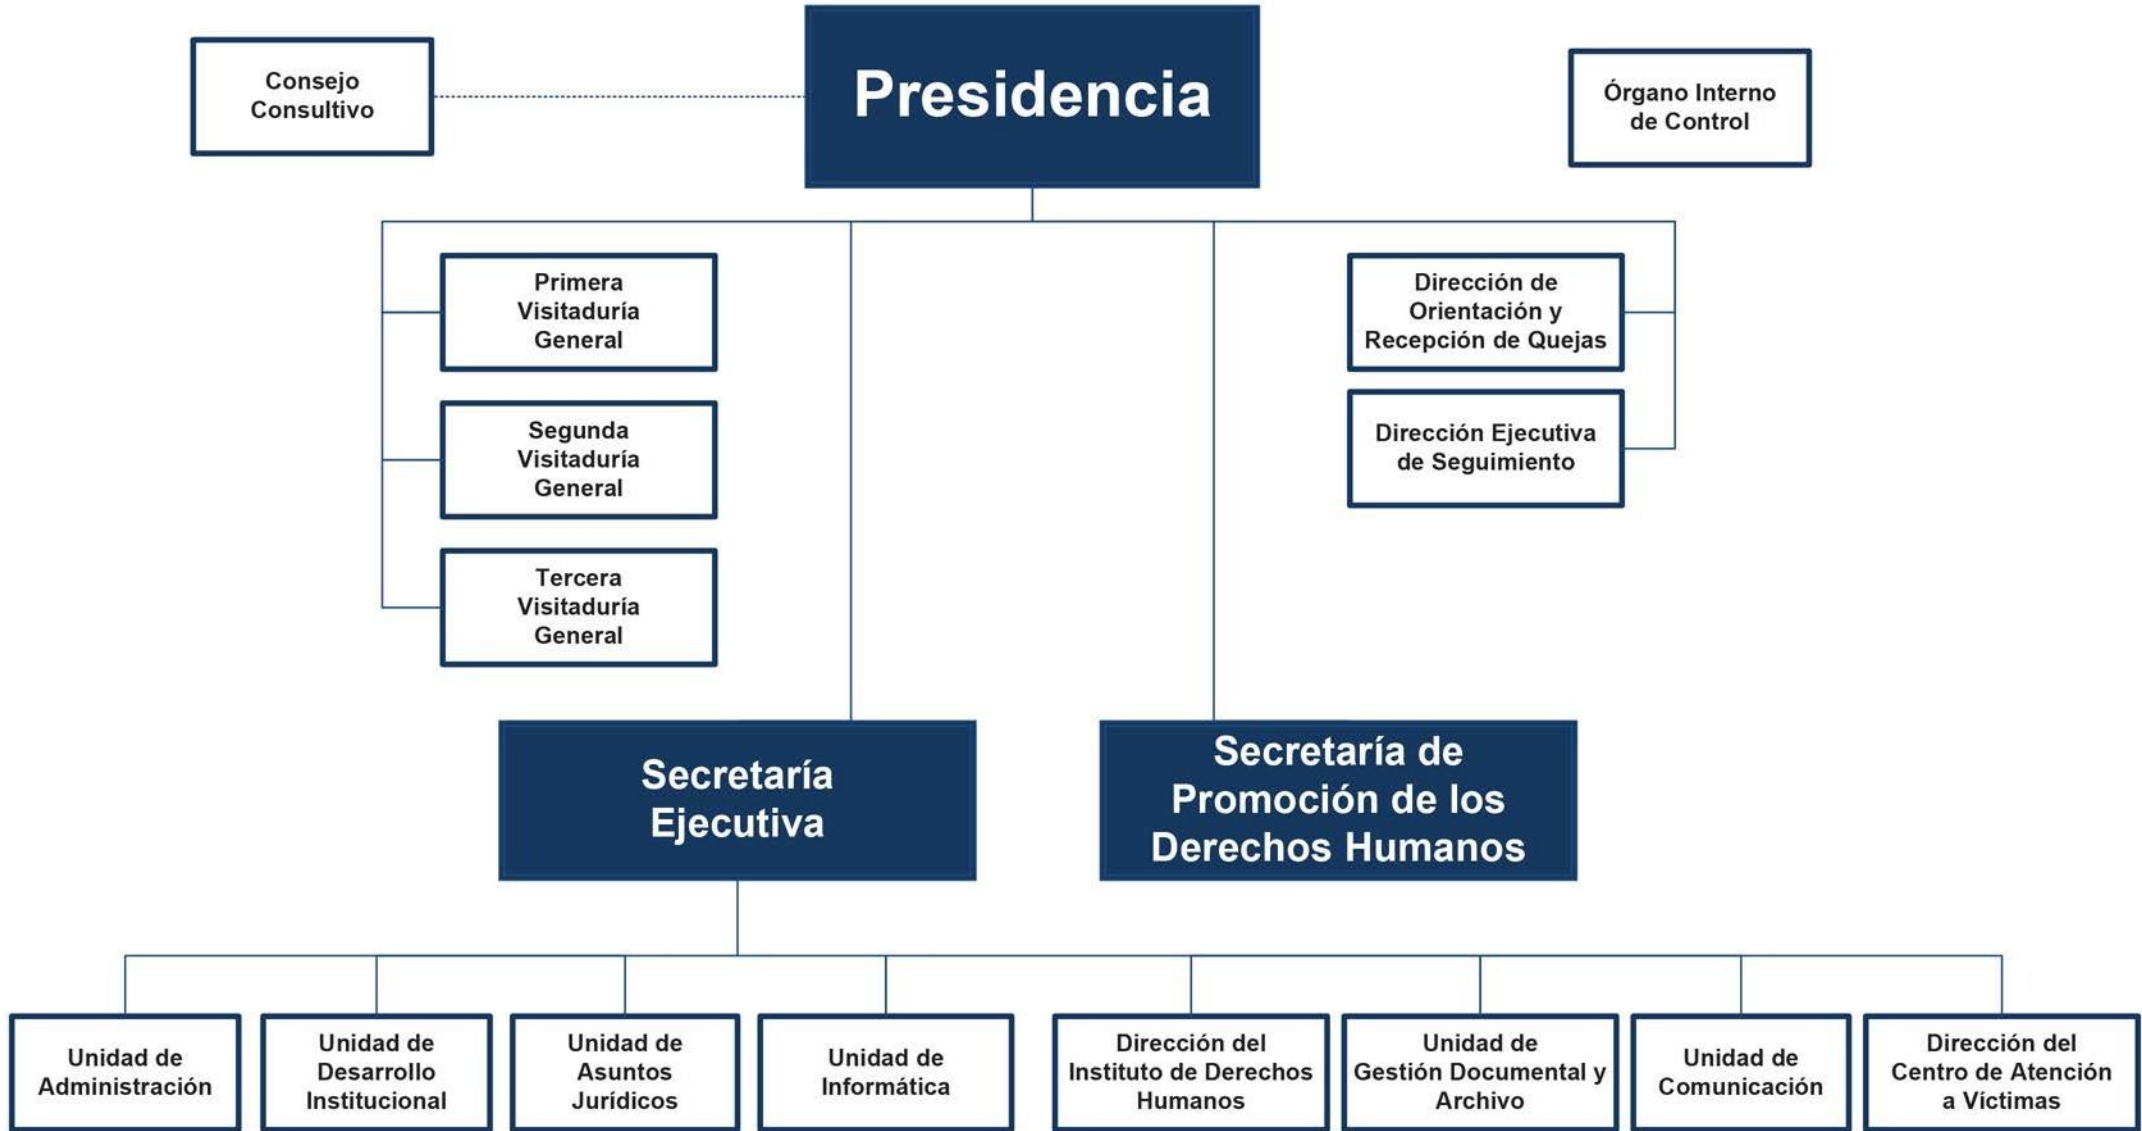 Consejo
Consultivo
Presidencia
Órgano Interno
de Control
Primera
Visitaduría
General
Segunda
Visitaduría
General
Tercera
Visitaduría
General
Dirección de
Orientación y
Recepción de Quejas
Dirección Ejecutiva
de Seguimiento
Secretaría
Ejecutiva
Secretaría de
Promoción de los
Derechos Humanos
Unidad de
Administración
Unidad de
Desarrollo
Institucional
Unidad de
Asuntos
Jurídicos
Unidad de
Informática
Dirección del
Instituto de Derechos
Humanos
Unidad de
Gestión Documental y
Archivo
Unidad de
Comunicación
Dirección del
Centro de Atención
a Víctimas